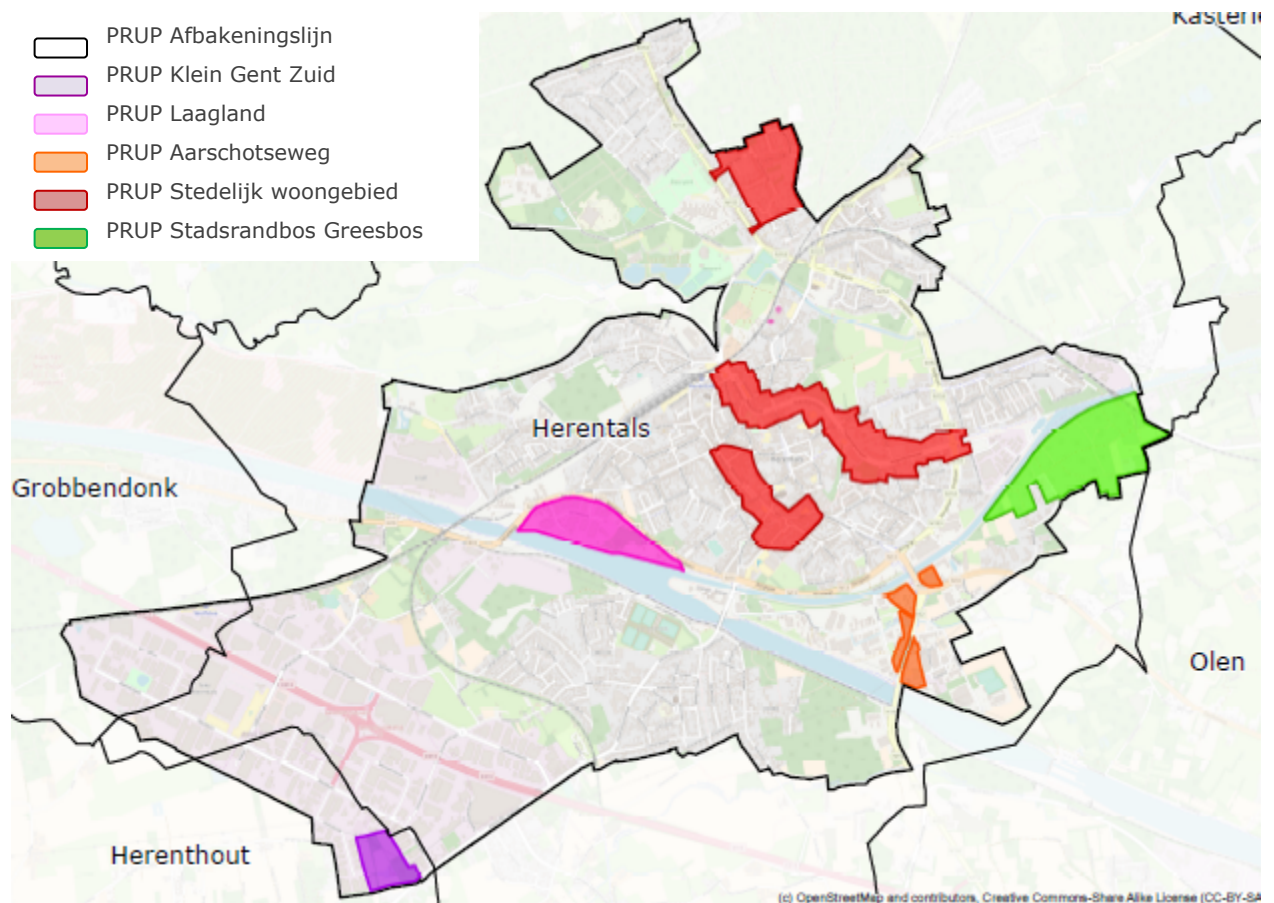 PRUP Afbakeningslijn
PRUP Klein Gent Zuid
PRUP Laagland
PRUP Aarschotseweg
PRUP Stedelijk woongebied
PRUP Stadsrandbos Greesbos
Herentals
Grobbendonk
Olen
Herenthout
(c) OpenStreetMap and contributors, Creative Commons-Share Alike License (CC-BY-SA